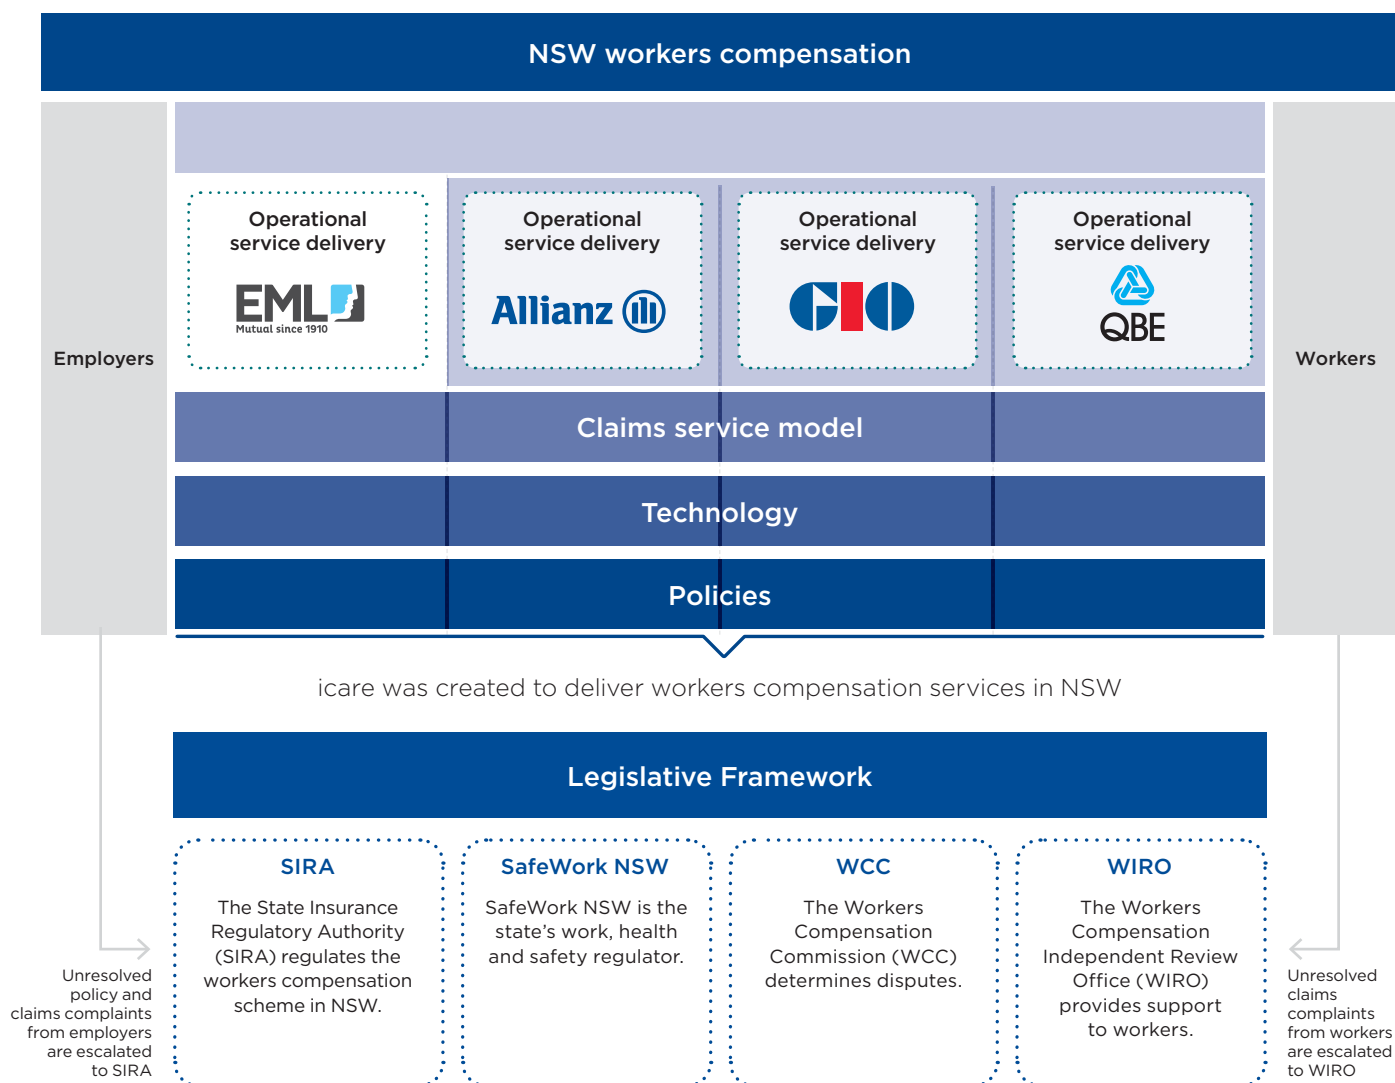 NSW workers compensation
Employers
Operational
service delivery
EML
Mutual since 1910
Operational
service delivery
Allianz
Operational
service delivery
GIO
Operational
service delivery
QBE
Workers
Claims service model
Technology
Policies
icare was created to deliver workers compensation services in NSW
Legislative Framework
SIRA
The State Insurance
Regulatory Authority
(SIRA) regulates the
workers compensation
scheme in NSW.
SafeWork NSW
SafeWork NSW is the
state’s work, health
and safety regulator.
WCC
The Workers
Compensation
Commission (WCC)
determines disputes.
WIRO
The Workers
Compensation
Independent Review
Office (WIRO)
provides support
to workers.
Unresolved
policy and
claims complaints
from employers
are escalated
to SIRA
Unresolved
claims
complaints
from workers
are escalated
to WIRO